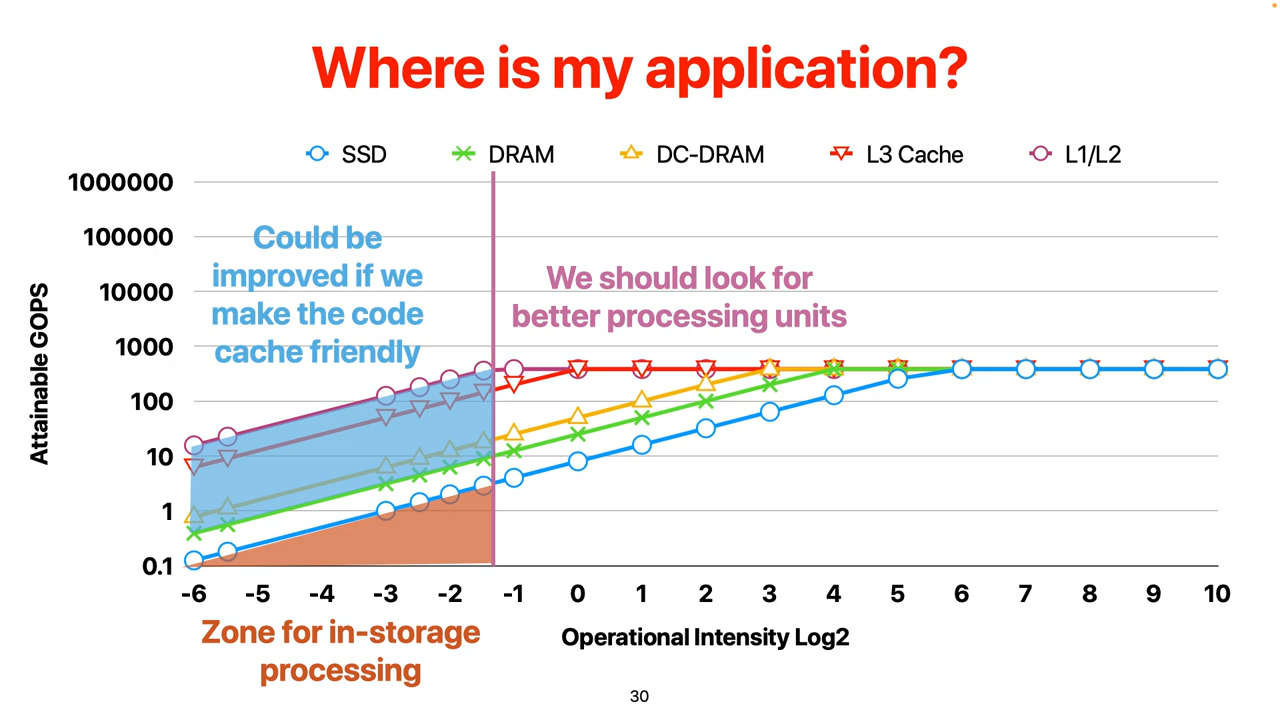 Where is my application?
SSD
DRAM
DC-DRAM
L3 Cache
L1/L2
1000000
100000
10000
1000
100
10
1
0.1
Attainable GOPS
Could be
improved if we
make the code
cache friendly
We should look for
better processing units
-6 -5 -4 -3 -2 -1 0 1 2 3 4 5 6 7 8 9 10
Zone for in-storage
processing
Operational Intensity Log2
30